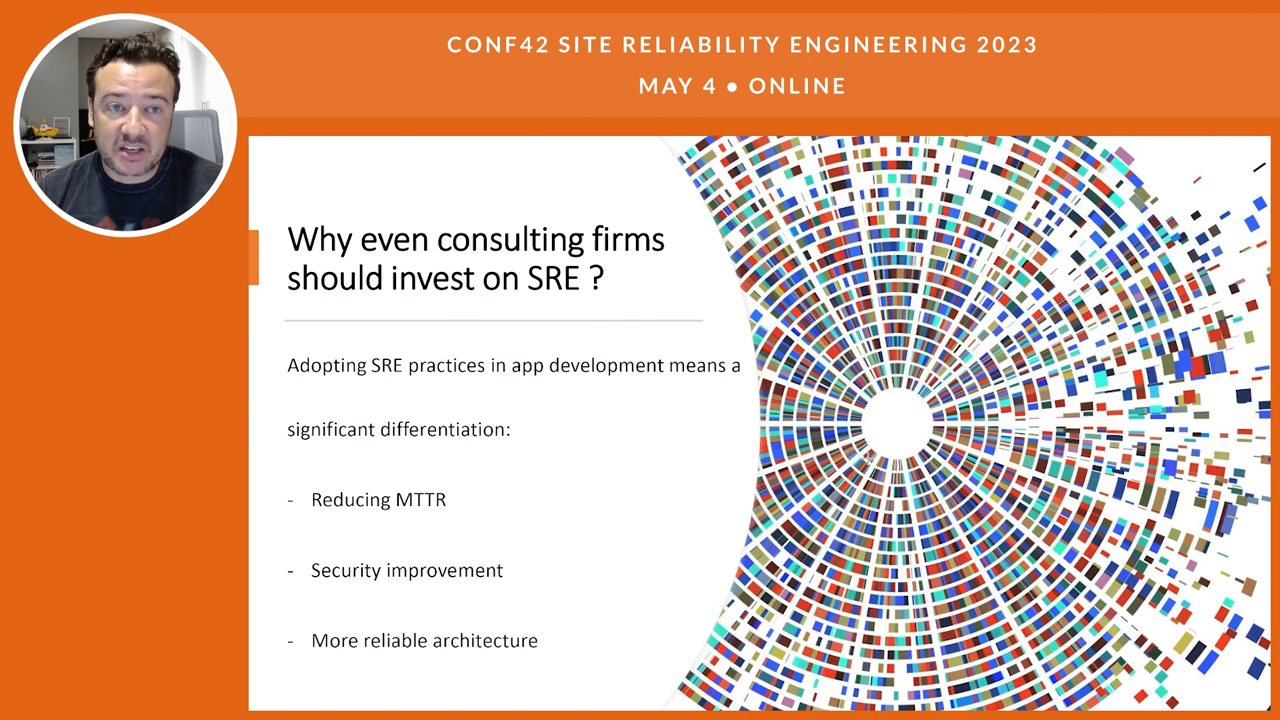 CONF42 SITE RELIABILITY ENGINEERING 2023
MAY 4 • ONLINE
Why even consulting firms
should invest on SRE ?
Adopting SRE practices in app development means a
significant differentiation:
- Reducing MTTR
- Security improvement
- More reliable architecture